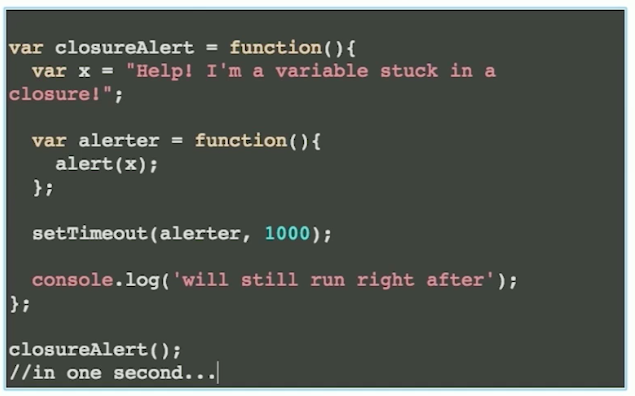 var closureAlert = function(){
  var x = "Help! I'm a variable stuck in a
closure!";
  var alerter = function(){
    alert(x);
  };
  setTimeout(alerter, 1000);
  console.log('will still run right after');
};
closureAlert();
//in one second...